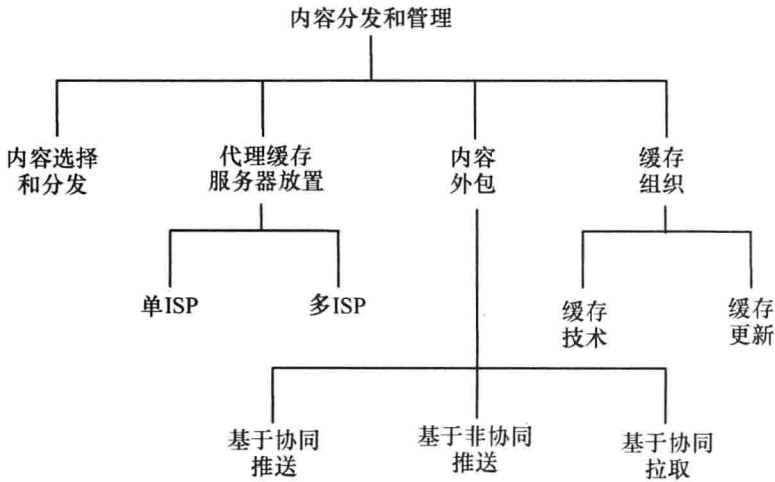 内容分发和管理
内容选择
和分发
代理缓存
服务器放置
内容
外包
缓存
组织
单ISP
多ISP
缓存
技术
缓存
更新
基于协同
推送
基于非协同
推送
基于协同
拉取